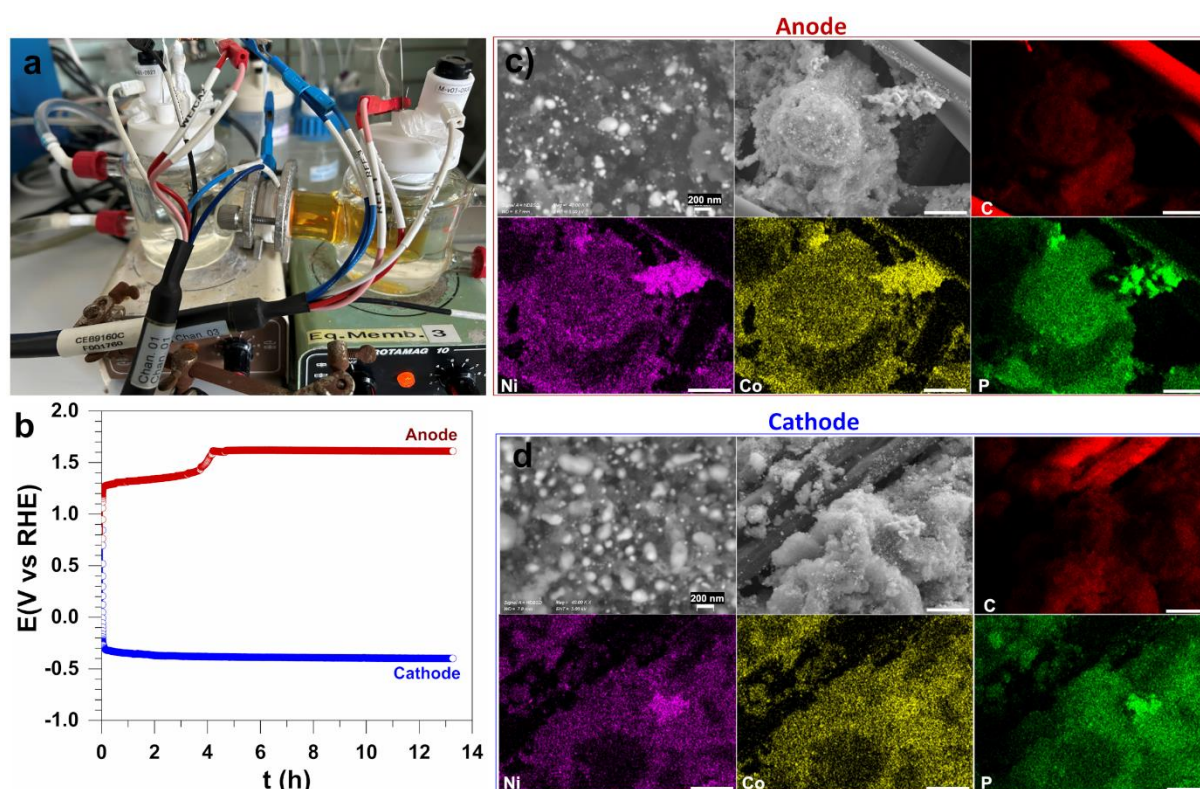 Anode
a
Chan. 01
Chan. 03
CE89160C
Eq.Memb. 3
ROTAMAG 10
c)
200 nm
C
Ni
Co
P
b
E(V vs RHE)
2.0
1.5
1.0
0.5
0.0
-0.5
-1.0
Anode
Cathode
0 2 4 6 8 10 12 14
t (h)
Cathode
d
200 nm
C
Ni
Co
P